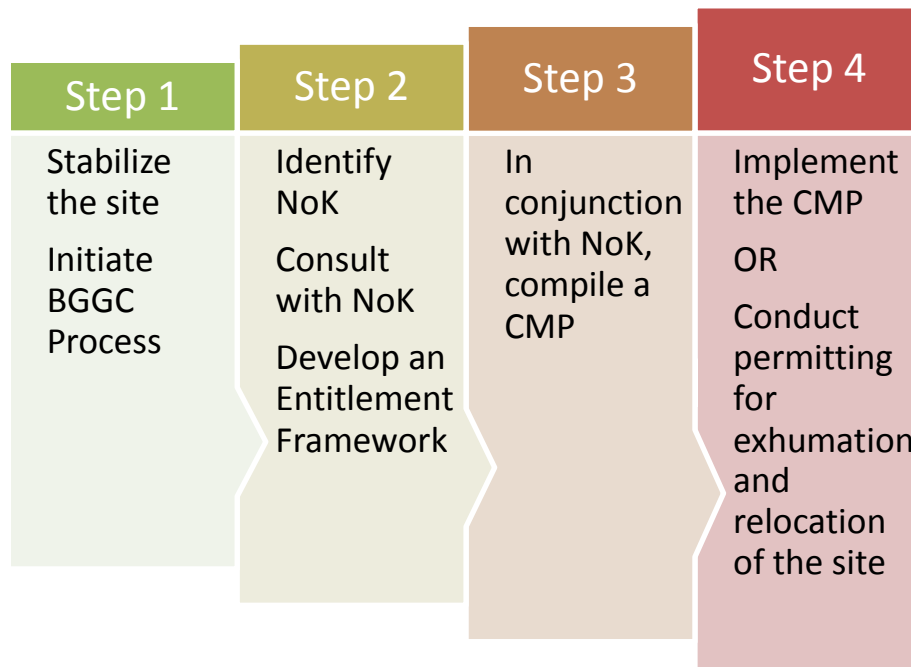 Step 1
Stabilize
the site
Initiate
BGGC
Process
Step 2
Identify
NoK
Consult
with NoK
Develop an
Entitlement
Framework
Step 3
In
conjunction
with NoK,
compile a
CMP
Step 4
Implement
the CMP
OR
Conduct
permitting
for
exhumation
and
relocation
of the site